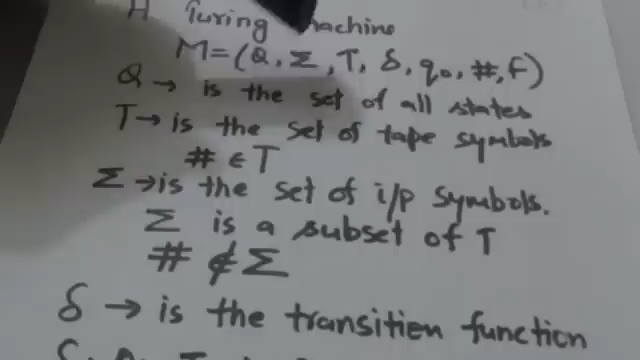 A Turing Machine
M=(Q, Σ, T, δ, q₀, #, F)
Q → is the set of all states
T → is the set of tape symbols
# ∈ T
Σ → is the set of i/p symbols.
Σ is a subset of T
# ∉ Σ
δ → is the transition function